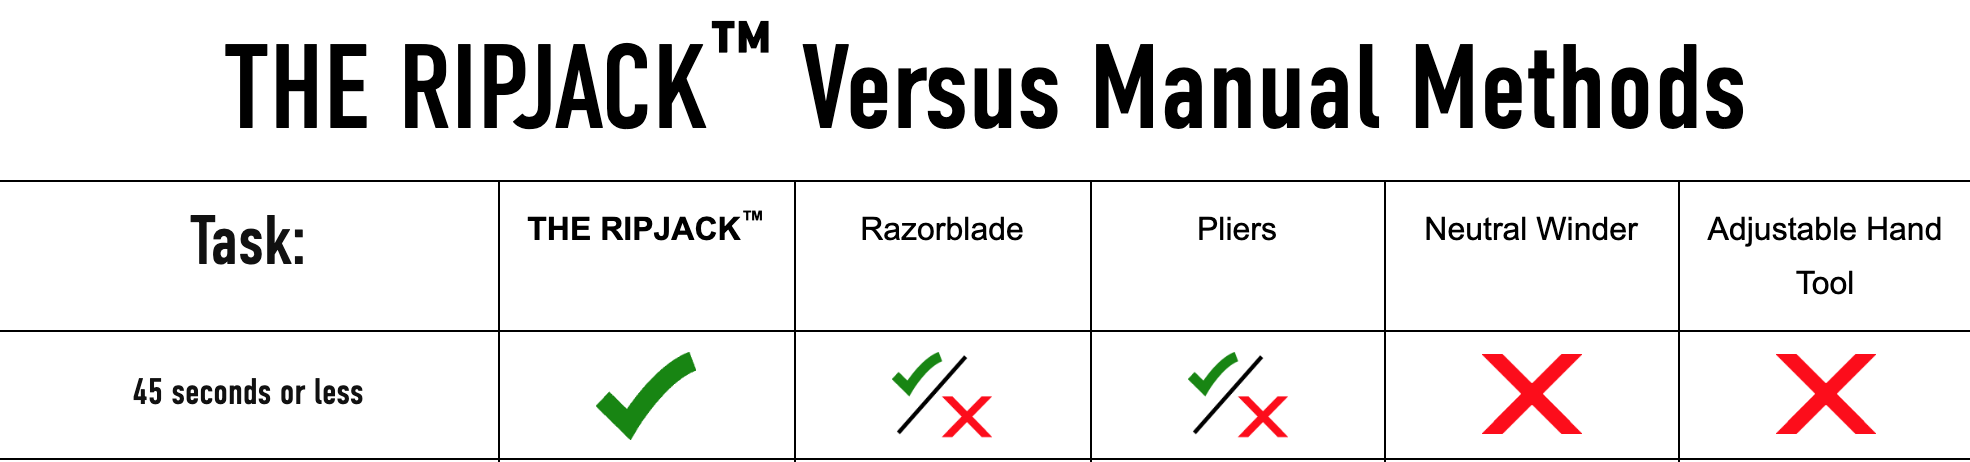 THE RIPJACK™ Versus Manual Methods
Task:
THE RIPJACK™
Razorblade
Pliers
Neutral Winder
Adjustable Hand
Tool
45 seconds or less